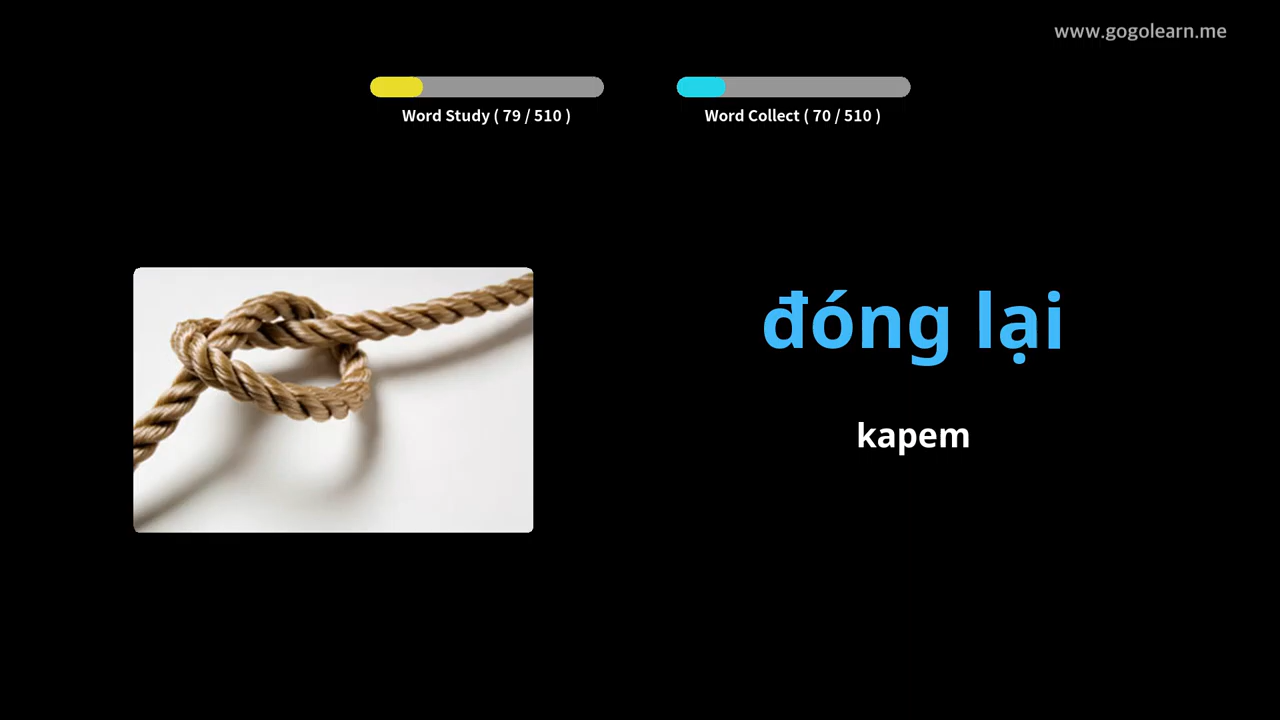 www.gogolearn.me
Word Study ( 79 / 510 )
Word Collect ( 70 / 510 )
đóng lại
kapem